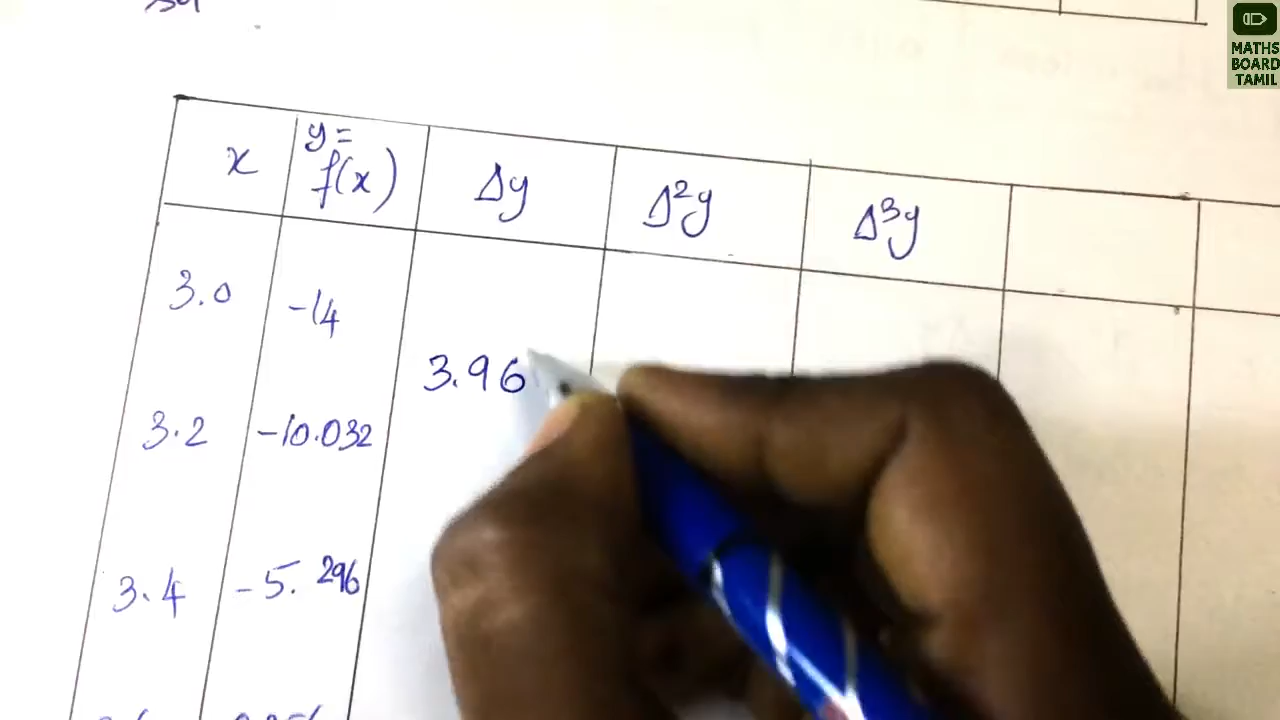 MATHS
BOARD
TAMIL
x
y =
f(x)
Δy
Δ²y
Δ³y
3.0
-14
3.96
3.2
-10.032
3.4
-5.296